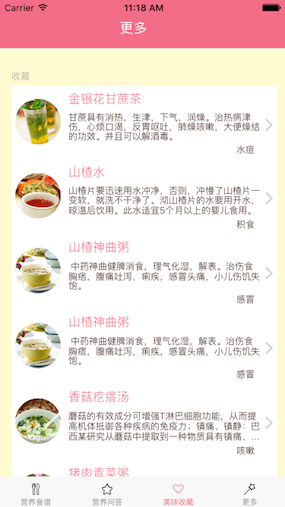 Carrier
11:18 AM
更多
收藏
金银花甘蔗茶
甘蔗具有消热，生津，下气，润燥。治热病津
伤，心烦口渴，反胃呕吐，肺燥咳嗽，大便燥结
的功效。并且可以解酒毒。
水痘
山楂水
山楂片要迅速用水冲净，否则，冲慢了山楂片一
变软，就洗不干净了。沏山楂片的水要用开水，
晾温后饮用。此水适宜5个月以上的婴儿食用。
积食
山楂神曲粥
中药神曲健脾消食，理气化湿，解表。治伤食
胸痞，腹痛吐泻，痢疾，感冒头痛，小儿伤饥失
饱。
感冒
山楂神曲粥
中药神曲健脾消食，理气化湿，解表。治伤食
胸痞，腹痛吐泻，痢疾，感冒头痛，小儿伤饥失
饱。
感冒
香菇疙瘩汤
蘑菇的有效成分可增强T淋巴细胞功能，从而提
高机体抵御各种疾病的免疫力；镇痛、镇静：巴
西某研究从蘑菇中提取到一种物质具有镇痛、...
咳嗽
猪肉青菜粥
营养食谱
营养问答
美味收藏
更多